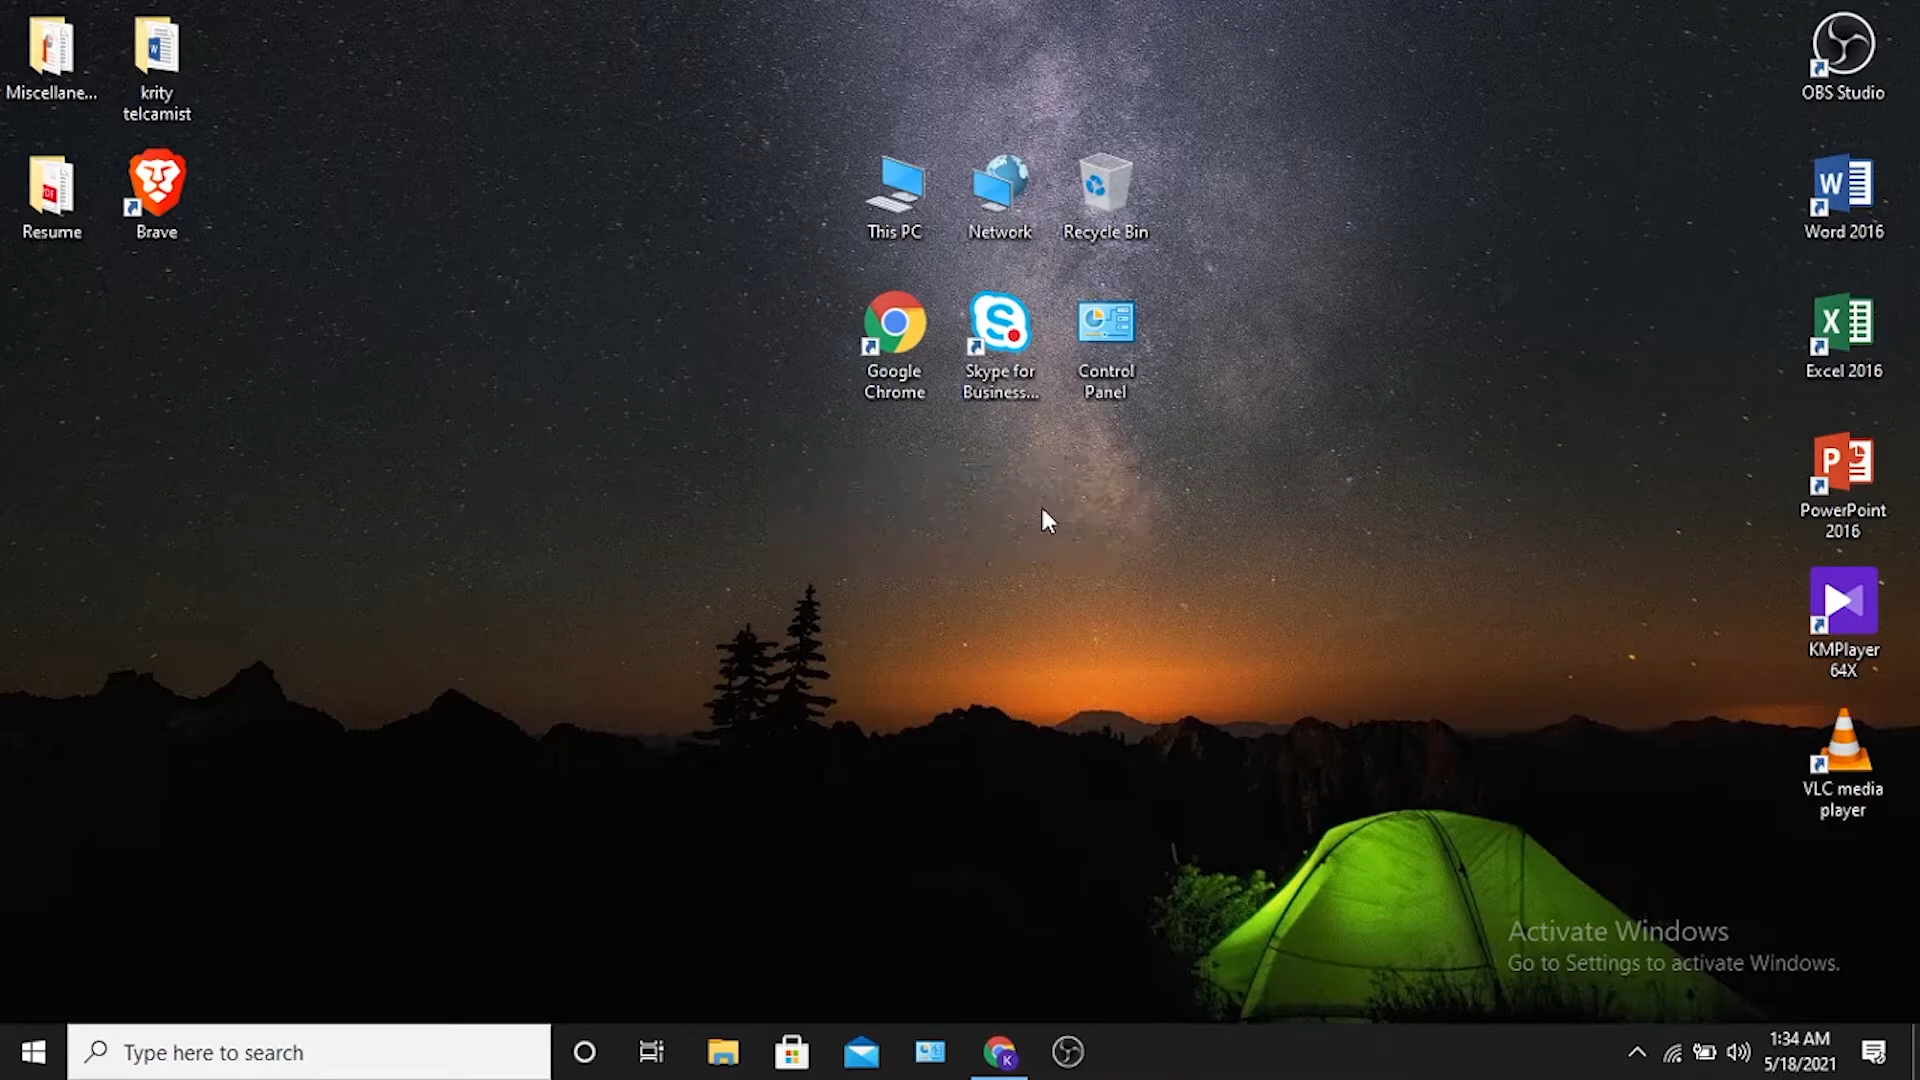 Miscellane...
krity
telcamist
Resume
Brave
This PC
Network
Recycle Bin
Google
Chrome
Skype for
Business...
Control
Panel
OBS Studio
Word 2016
Excel 2016
PowerPoint
2016
KMPlayer
64X
VLC media
player
Activate Windows
Go to Settings to activate Windows.
Type here to search
K
1:34 AM
5/18/2021